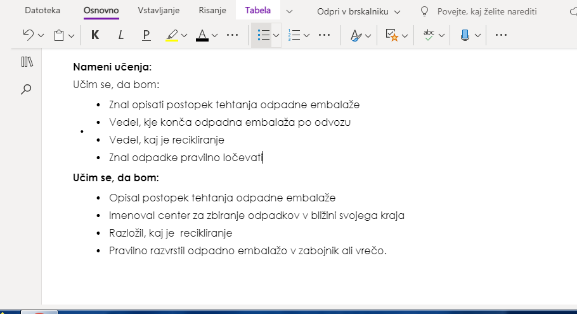 Datoteka Osnovno Vstavljanje Risanje Tabela Odpri v brskalniku Povejte, kaj želite narediti
K L P A abc
Nameni učenja:
Učim se, da bom:
• Znal opisati postopek tehtanja odpadne embalaže
• Vedel, kje konča odpadna embalaža po odvozu
• Vedel, kaj je recikliranje
• Znal odpadke pravilno ločevati
Učim se, da bom:
• Opisal postopek tehtanja odpadne embalaže
• Imenoval center za zbiranje odpadkov v bližini svojega kraja
• Razložil, kaj je  recikliranje
• Pravilno razvrstil odpadno embalažo v zabojnik ali vrečo.